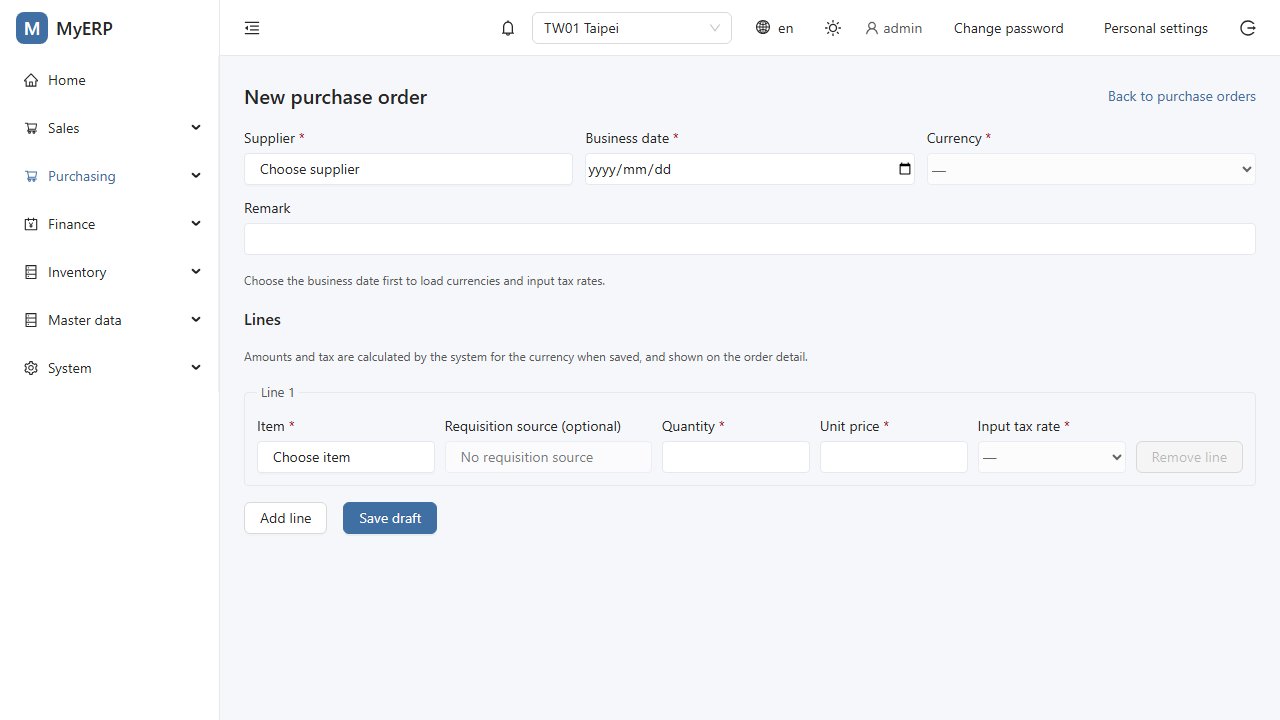 M MyERP
TW01 Taipei
en
admin
Change password
Personal settings
Home
Sales
Purchasing
Finance
Inventory
Master data
System
New purchase order
Back to purchase orders
Supplier *
Business date *
Currency *
Choose supplier
yyyy/mm/dd
—
Remark
Choose the business date first to load currencies and input tax rates.
Lines
Amounts and tax are calculated by the system for the currency when saved, and shown on the order detail.
Line 1
Item *
Requisition source (optional)
Quantity *
Unit price *
Input tax rate *
Choose item
No requisition source
—
Remove line
Add line
Save draft